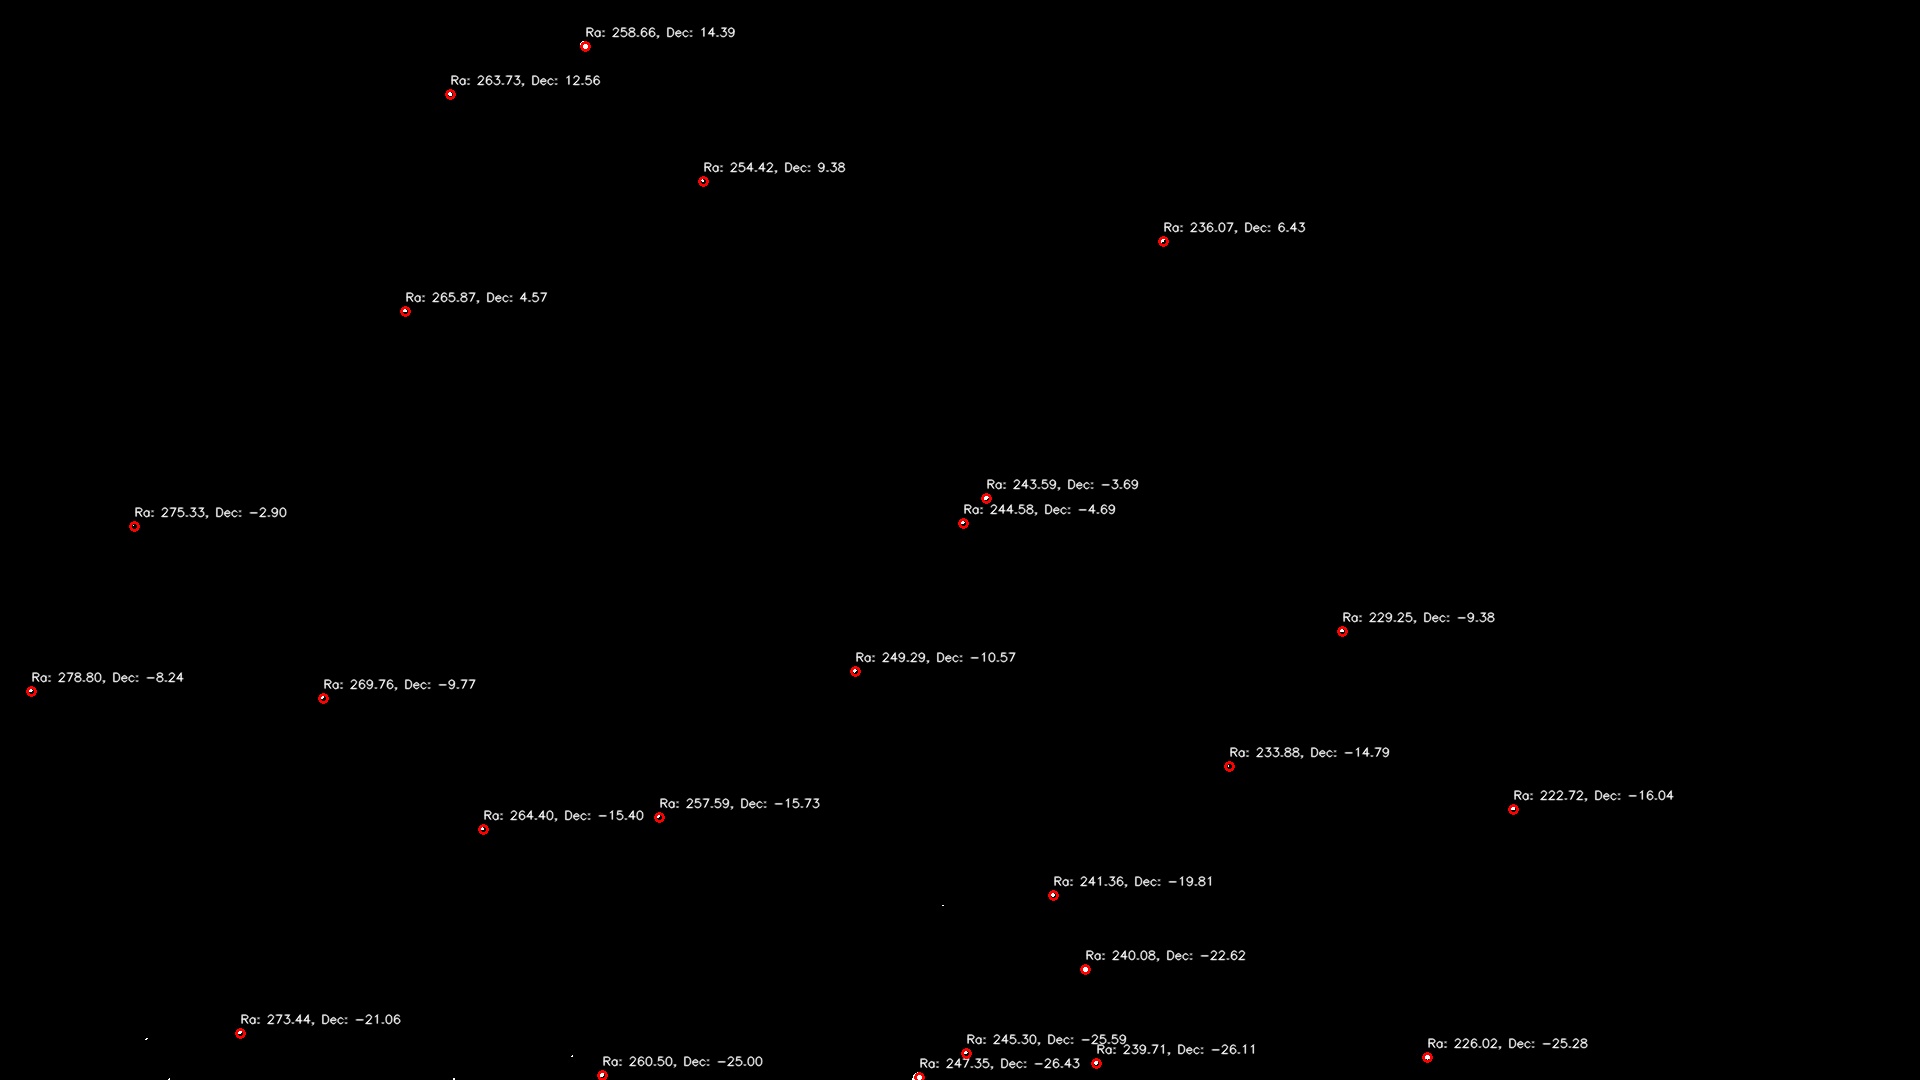 Ra: 258.66, Dec: 14.39
Ra: 263.73, Dec: 12.56
Ra: 254.42, Dec: 9.38
Ra: 236.07, Dec: 6.43
Ra: 265.87, Dec: 4.57
Ra: 243.59, Dec: -3.69
Ra: 244.58, Dec: -4.69
Ra: 275.33, Dec: -2.90
Ra: 229.25, Dec: -9.38
Ra: 249.29, Dec: -10.57
Ra: 278.80, Dec: -8.24
Ra: 269.76, Dec: -9.77
Ra: 233.88, Dec: -14.79
Ra: 222.72, Dec: -16.04
Ra: 257.59, Dec: -15.73
Ra: 264.40, Dec: -15.40
Ra: 241.36, Dec: -19.81
Ra: 240.08, Dec: -22.62
Ra: 273.44, Dec: -21.06
Ra: 245.30, Dec: -25.59
Ra: 239.71, Dec: -26.11
Ra: 226.02, Dec: -25.28
Ra: 260.50, Dec: -25.00
Ra: 247.35, Dec: -26.43